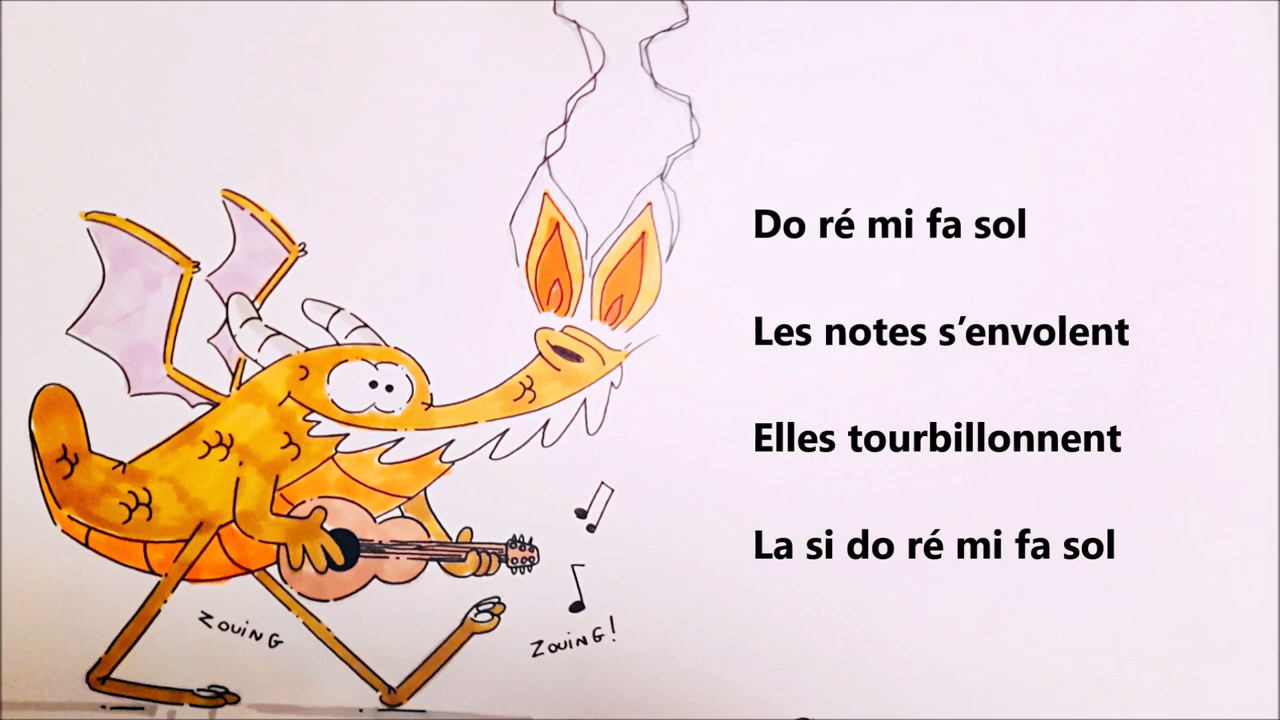 Do ré mi fa sol
Les notes s’envolent
Elles tourbillonnent
La si do ré mi fa sol
ZOUING
ZOUING!